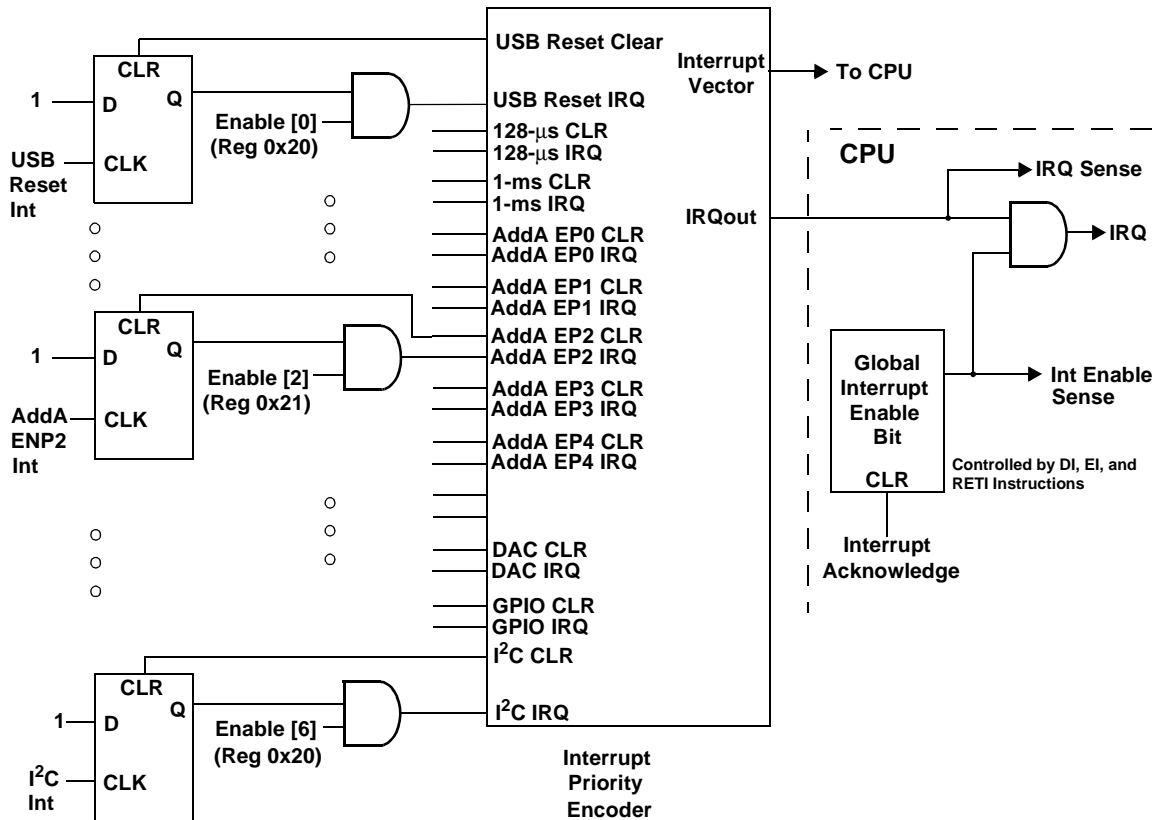 USB Reset Clear
CLR
Interrupt
Vector
To CPU
1
D
Q
USB Reset IRQ
Enable [0]
(Reg 0x20)
128-μs CLR
128-μs IRQ
CPU
USB
Reset
Int
CLK
1-ms CLR
1-ms IRQ
IRQ Sense
IRQout
AddA EP0 CLR
AddA EP0 IRQ
IRQ
AddA EP1 CLR
AddA EP1 IRQ
CLR
AddA EP2 CLR
AddA EP2 IRQ
1
D
Q
Enable [2]
(Reg 0x21)
AddA
ENP2
Int
CLK
AddA EP3 CLR
AddA EP3 IRQ
Global
Interrupt
Enable
Bit
CLR
Int Enable
Sense
AddA EP4 CLR
AddA EP4 IRQ
Controlled by DI, EI, and
RETI Instructions
DAC CLR
DAC IRQ
Interrupt
Acknowledge
GPIO CLR
GPIO IRQ
I²C CLR
CLR
1
D
Q
I²C IRQ
Enable [6]
(Reg 0x20)
I²C
Int
CLK
Interrupt
Priority
Encoder